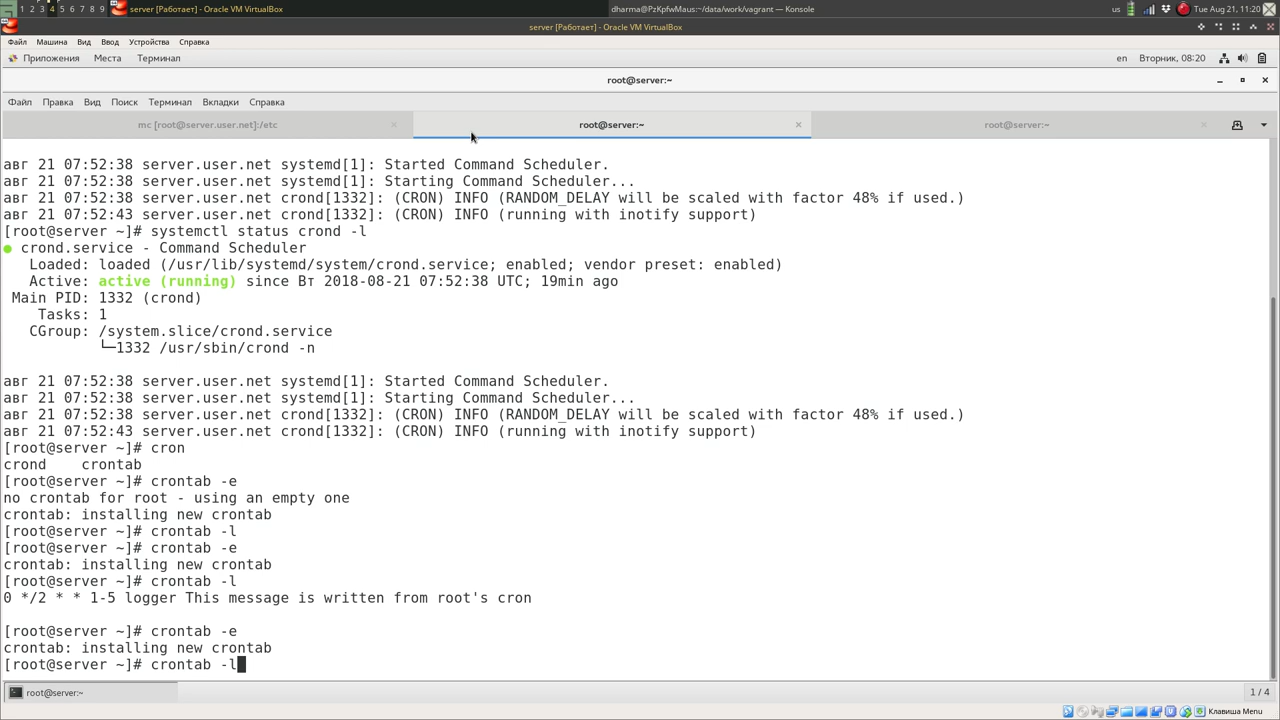 1 2 3 4 5 6 7 8 9 server [Работает] - Oracle VM VirtualBox dharma@PzKpfwMaus:~/data/work/vagrant — Konsole us Tue Aug 21, 11:20
server [Работает] - Oracle VM VirtualBox
Файл Машина Вид Ввод Устройства Справка
Приложения Места Терминал en Вторник, 08:20
root@server:~
Файл Правка Вид Поиск Терминал Вкладки Справка
mc [root@server.user.net]:/etc root@server:~ root@server:~
авг 21 07:52:38 server.user.net systemd[1]: Started Command Scheduler.
авг 21 07:52:38 server.user.net systemd[1]: Starting Command Scheduler...
авг 21 07:52:38 server.user.net crond[1332]: (CRON) INFO (RANDOM_DELAY will be scaled with factor 48% if used.)
авг 21 07:52:43 server.user.net crond[1332]: (CRON) INFO (running with inotify support)
[root@server ~]# systemctl status crond -l
● crond.service - Command Scheduler
Loaded: loaded (/usr/lib/systemd/system/crond.service; enabled; vendor preset: enabled)
Active: active (running) since Вт 2018-08-21 07:52:38 UTC; 19min ago
Main PID: 1332 (crond)
Tasks: 1
CGroup: /system.slice/crond.service
└─1332 /usr/sbin/crond -n
авг 21 07:52:38 server.user.net systemd[1]: Started Command Scheduler.
авг 21 07:52:38 server.user.net systemd[1]: Starting Command Scheduler...
авг 21 07:52:38 server.user.net crond[1332]: (CRON) INFO (RANDOM_DELAY will be scaled with factor 48% if used.)
авг 21 07:52:43 server.user.net crond[1332]: (CRON) INFO (running with inotify support)
[root@server ~]# cron
crond crontab
[root@server ~]# crontab -e
no crontab for root - using an empty one
crontab: installing new crontab
[root@server ~]# crontab -l
[root@server ~]# crontab -e
crontab: installing new crontab
[root@server ~]# crontab -l
0 */2 * * 1-5 logger This message is written from root's cron
[root@server ~]# crontab -e
crontab: installing new crontab
[root@server ~]# crontab -l
root@server:~ 1 / 4
Клавиша Menu